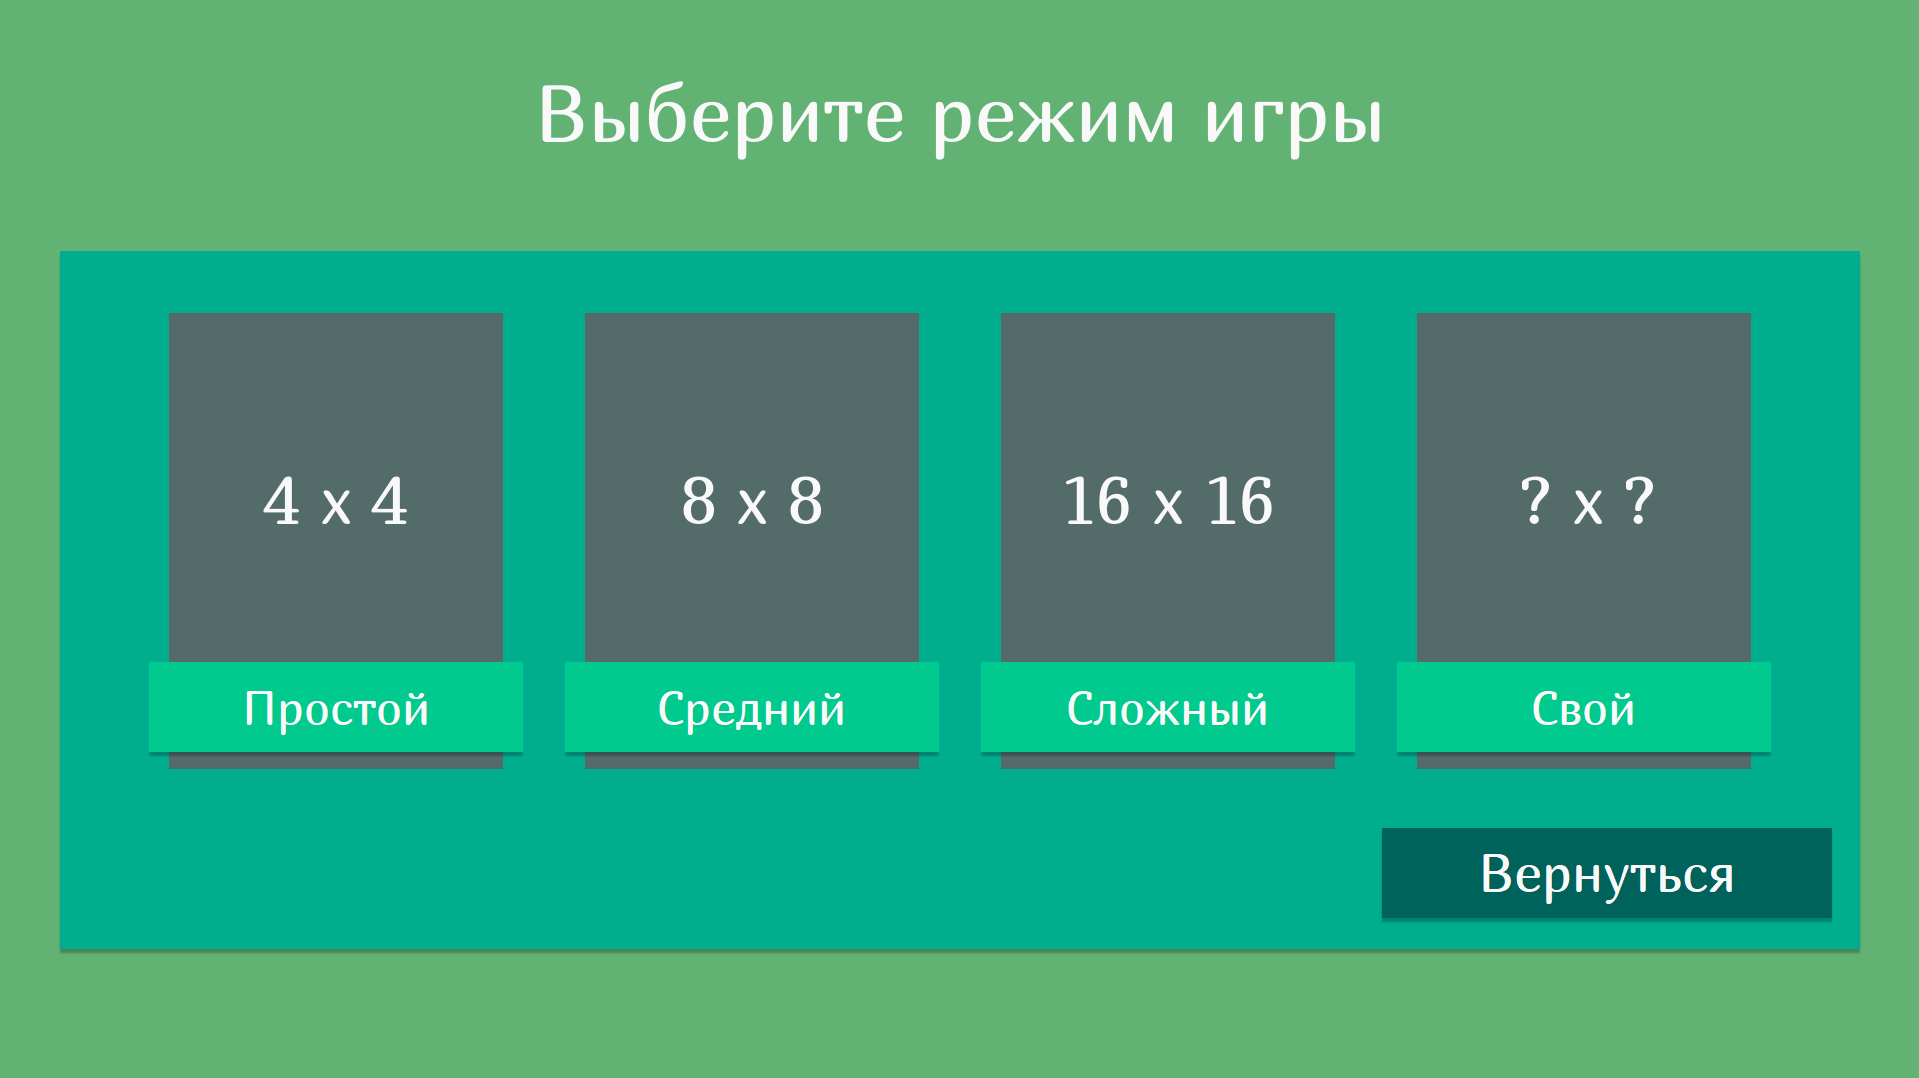 Выберите режим игры
4 x 4
8 x 8
16 x 16
? x ?
Простой
Средний
Сложный
Свой
Вернуться